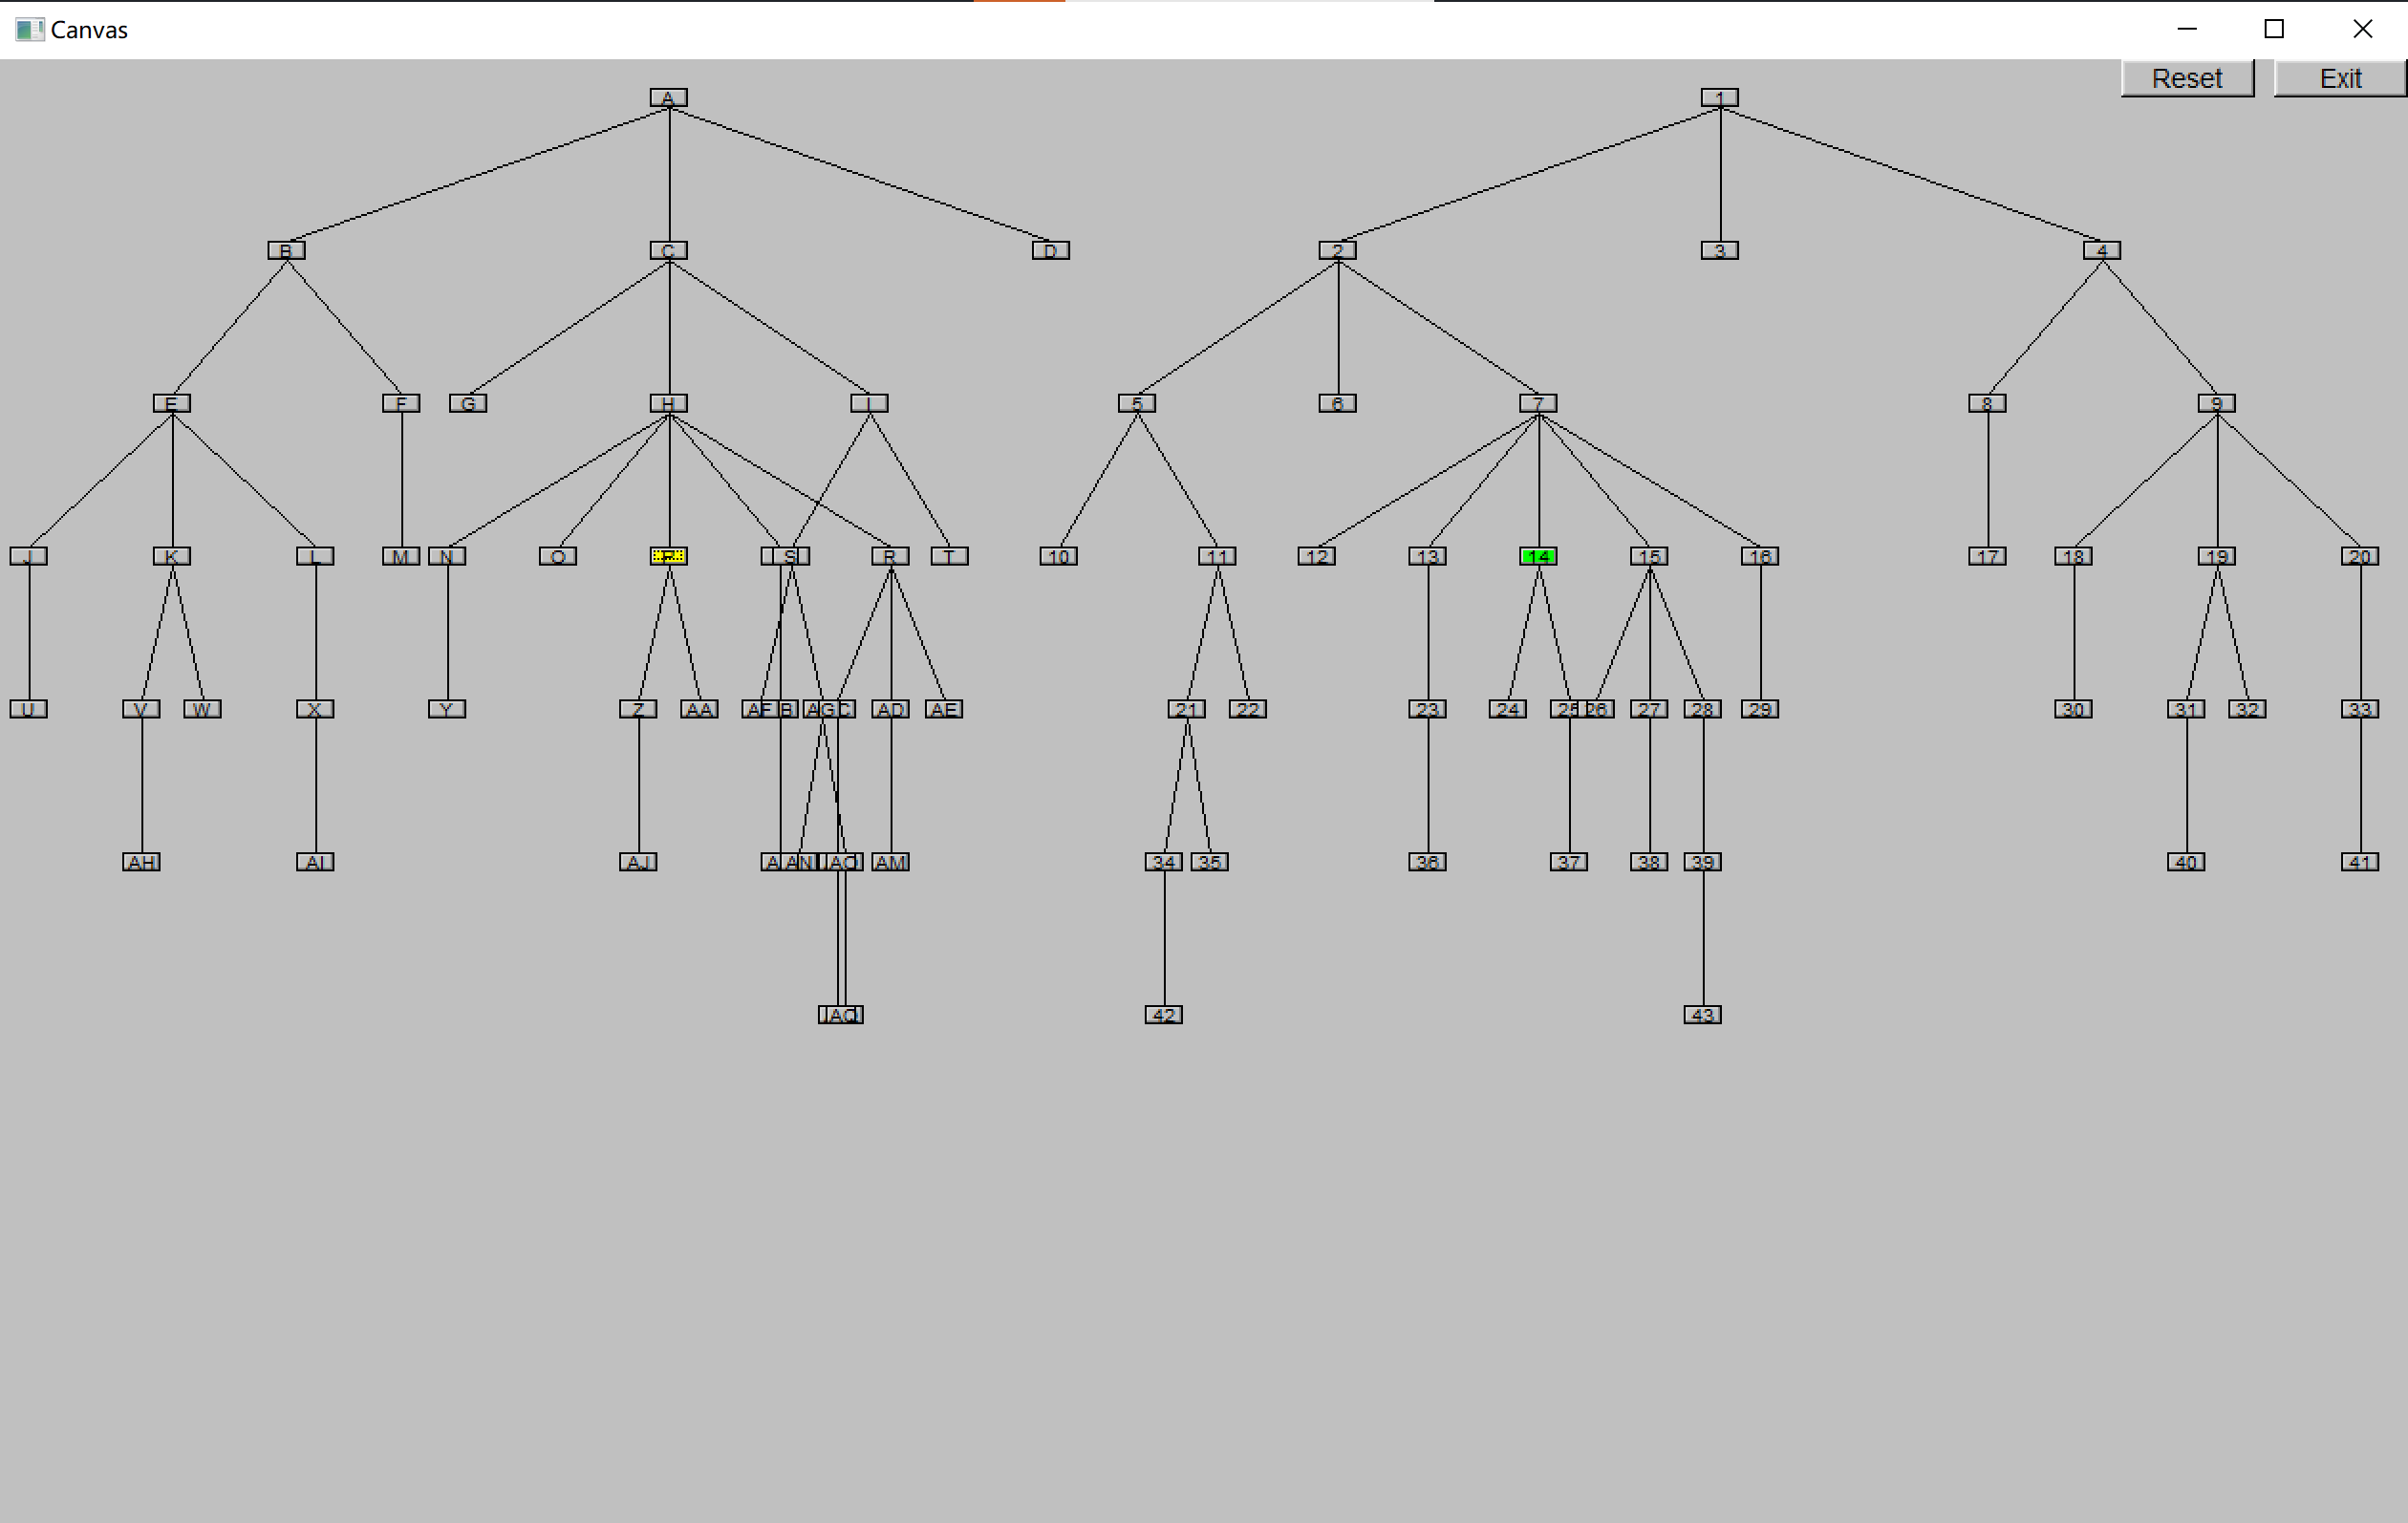 Canvas
Reset Exit
A 1
B C D 2 3 4
E F G H I 5 6 7 8 9
J K L M N O P S R T 10 11 12 13 14 15 16 17 18 19 20
U V W X Y Z AA AF B AG C AD AE 21 22 23 24 25 26 27 28 29 30 31 32 33
AH AI AJ AN AO AM 34 35 36 37 38 39 40 41
AQ 42 43